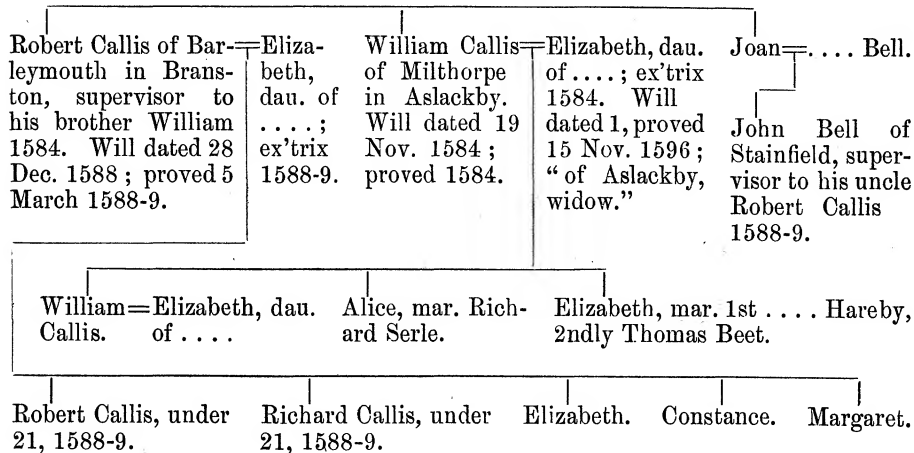 Robert Callis of Bar-
leymouth in Brans-
ton, supervisor to
his brother William
1584. Will dated 28
Dec. 1588 ; proved 5
March 1588-9.
=Eliza-
beth,
dau. of
. . . . ;
ex'trix
1588-9.
William Callis=
of Milthorpe
in Aslackby.
Will dated 19
Nov. 1584 ;
proved 1584.
Elizabeth, dau.
of . . . . ; ex'trix
1584. Will
dated 1, proved
15 Nov. 1596 ;
“ of Aslackby,
widow.”
Joan=. . . . Bell.
John Bell of
Stainfield, super-
visor to his uncle
Robert Callis
1588-9.
William=Elizabeth, dau.
Callis. of . . . .
Alice, mar. Rich-
ard Serle.
Elizabeth, mar. 1st . . . . Hareby,
2ndly Thomas Beet.
Robert Callis, under
21, 1588-9.
Richard Callis, under
21, 1588-9.
Elizabeth.
Constance.
Margaret.